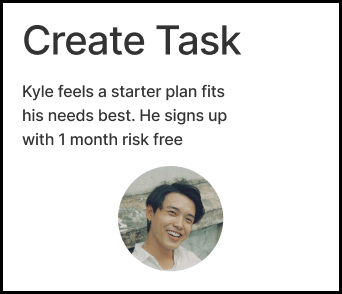 Create Task
Kyle feels a starter plan fits
his needs best. He signs up
with 1 month risk free